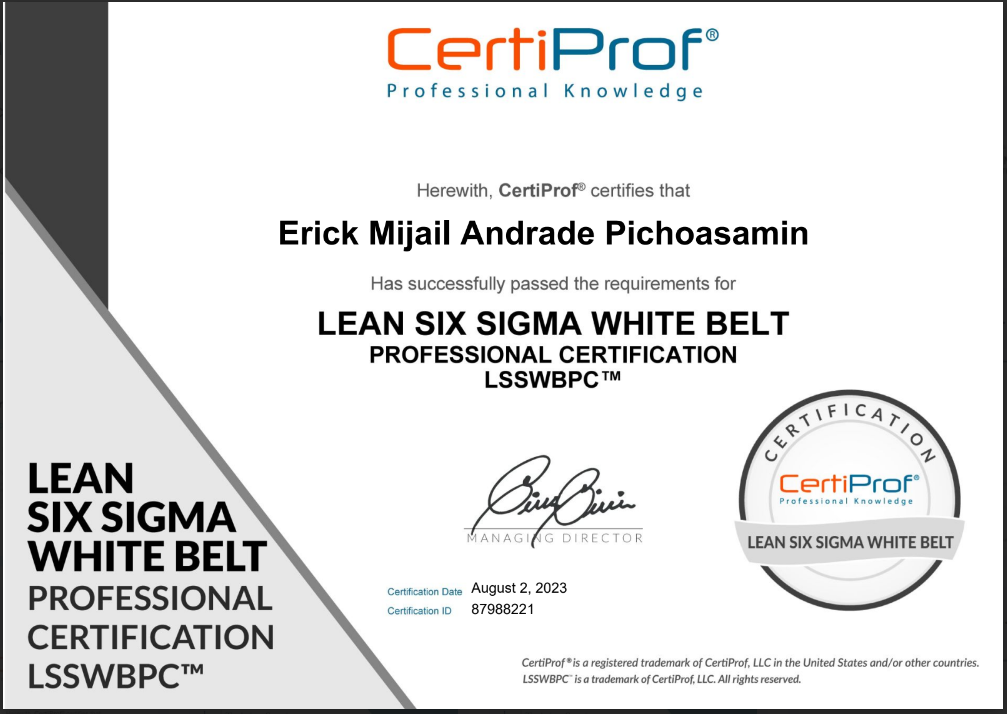 CertiProf®
Professional Knowledge
Herewith, CertiProf® certifies that
Erick Mijail Andrade Pichoasamin
Has successfully passed the requirements for
LEAN SIX SIGMA WHITE BELT
PROFESSIONAL CERTIFICATION
LSSWBPC™
LEAN
SIX SIGMA
WHITE BELT
PROFESSIONAL
CERTIFICATION
LSSWBPC™
MANAGING DIRECTOR
Certification Date August 2, 2023
Certification ID 87988221
CERTIFICATION
CertiProf®
Professional Knowledge
LEAN SIX SIGMA WHITE BELT
CertiProf® is a registered trademark of CertiProf, LLC in the United States and/or other countries.
LSSWBPC™ is a trademark of CertiProf, LLC. All rights reserved.